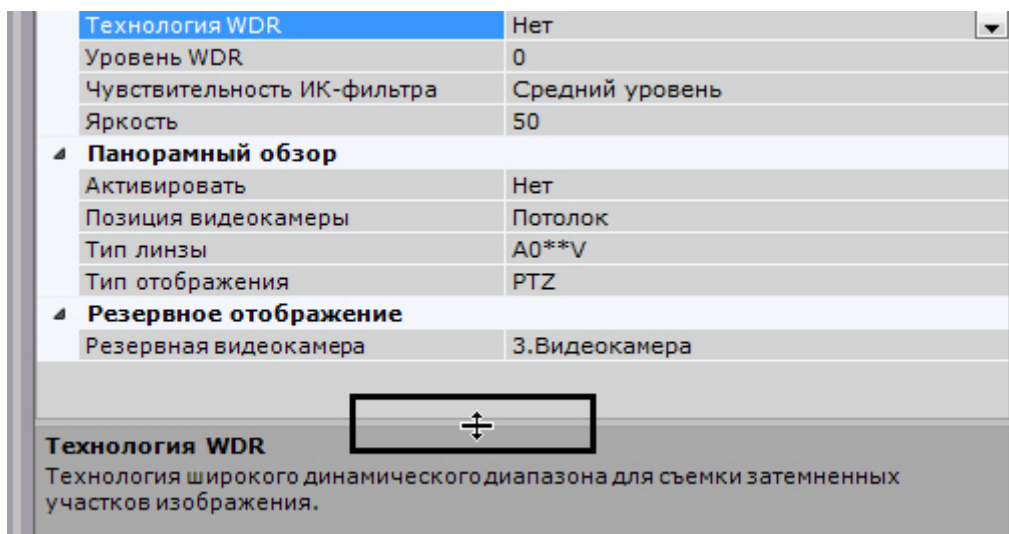 Технология WDR Нет
Уровень WDR 0
Чувствительность ИК-фильтра Средний уровень
Яркость 50
Панорамный обзор
Активировать Нет
Позиция видеокамеры Потолок
Тип линзы A0**V
Тип отображения PTZ
Резервное отображение
Резервная видеокамера 3.Видеокамера
Технология WDR
Технология широкого динамического диапазона для съемки затемненных
участков изображения.